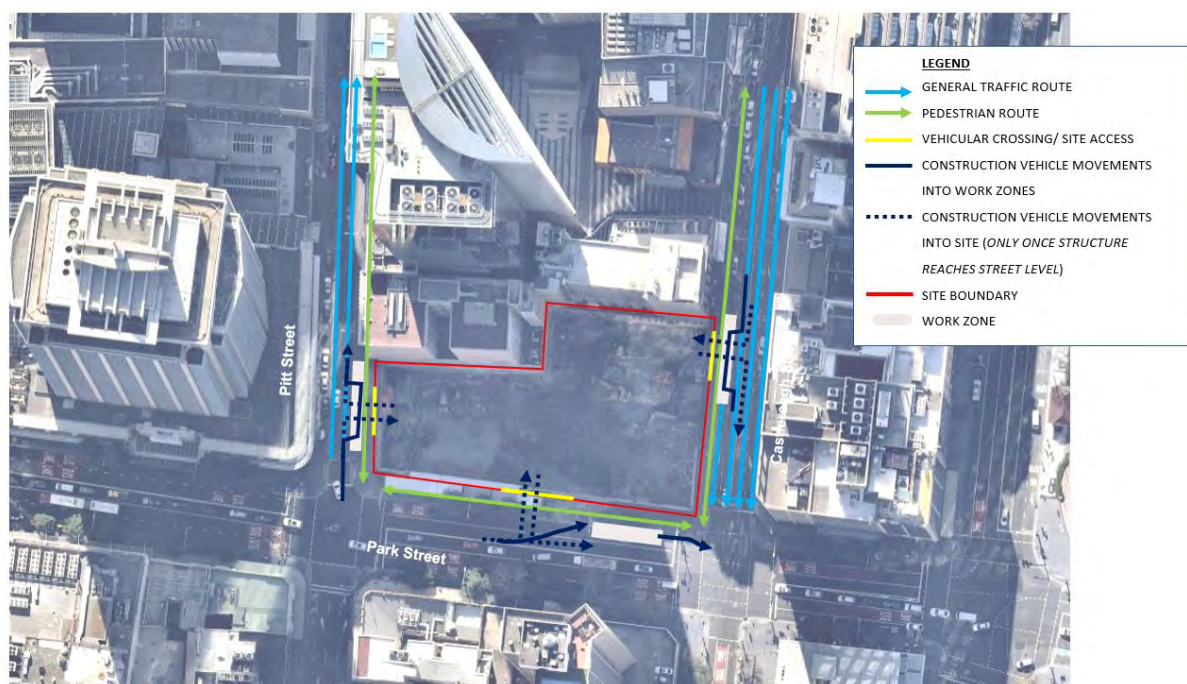 LEGEND
GENERAL TRAFFIC ROUTE
PEDESTRIAN ROUTE
VEHICULAR CROSSING/ SITE ACCESS
CONSTRUCTION VEHICLE MOVEMENTS
INTO WORK ZONES
CONSTRUCTION VEHICLE MOVEMENTS
INTO SITE (ONLY ONCE STRUCTURE
REACHES STREET LEVEL)
SITE BOUNDARY
WORK ZONE
Pitt Street
Park Street